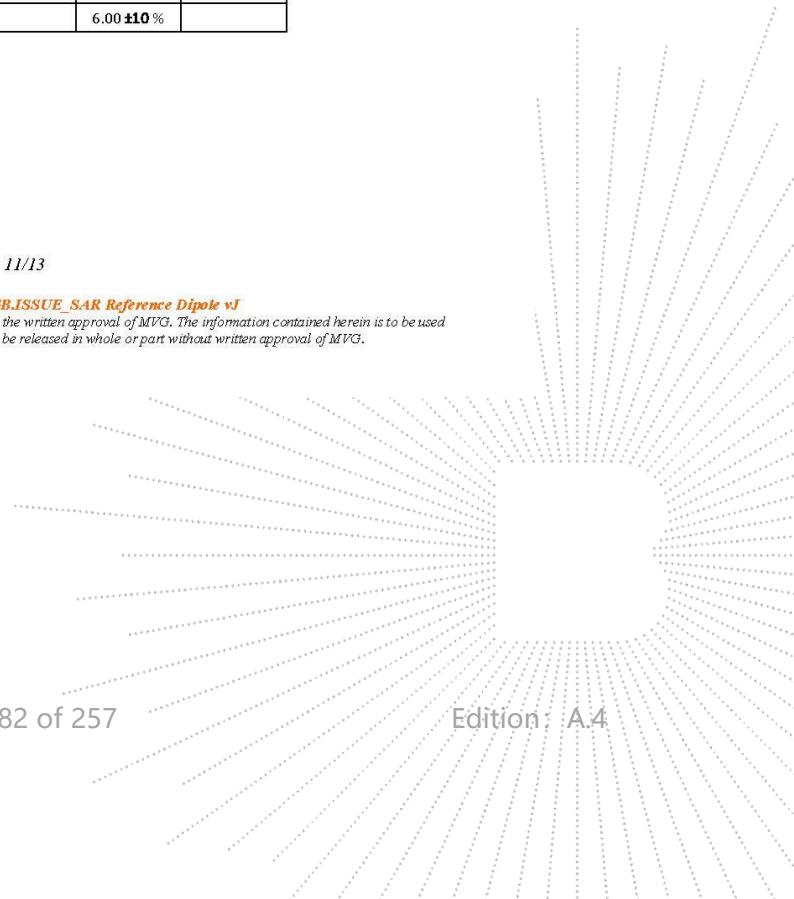 6.00 ±10 %
11/13
B.ISSUE_SAR Reference Dipole vJ
the written approval of MVG. The information contained herein is to be used
be released in whole or part without written approval of MVG.
82 of 257
Edition: A.4